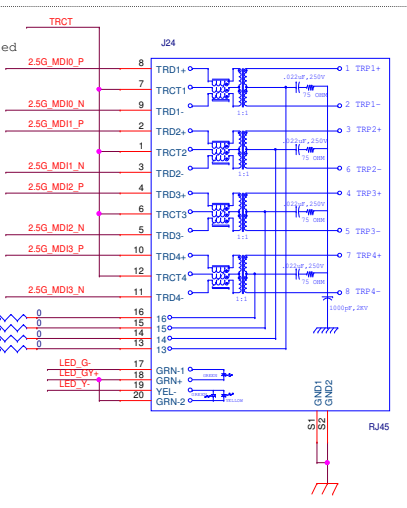 TRCT
ed
J24
2.5G_MDI0_P 8 TRD1+ 1 TRP1+
7 TRCT1 .022uF,250V
75 OHM
2.5G_MDI0_N 9 TRD1- 1:1 2 TRP1-
2.5G_MDI1_P 2 TRD2+ 3 TRP2+
1 TRCT2 .022uF,250V
75 OHM
2.5G_MDI1_N 3 TRD2- 1:1 6 TRP2-
2.5G_MDI2_P 4 TRD3+ 4 TRP3+
6 TRCT3 .022uF,250V
75 OHM
2.5G_MDI2_N 5 TRD3- 1:1 5 TRP3-
2.5G_MDI3_P 10 TRD4+ 7 TRP4+
12 TRCT4 .022uF,250V
75 OHM
2.5G_MDI3_N 11 TRD4- 1:1 8 TRP4-
1000pF,2KV
0 16 16
0 15 15
0 14 14
0 13 13
LED_G- 17 GRN-1
LED_GY+ 18 GRN+ GREEN
LED_Y- 19 YEL-
20 GRN-2 GREEN YELLOW
GND1 GND2
S1 S2
RJ45